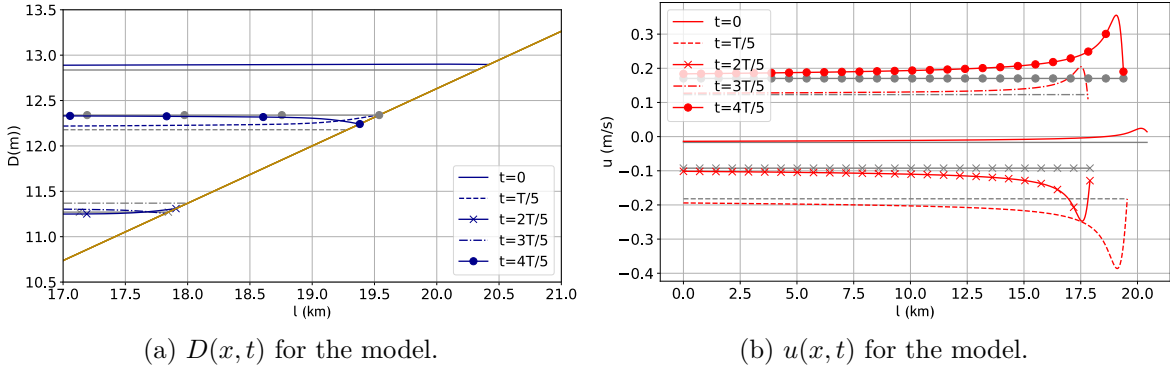 13.5
13.0
12.5
12.0
11.5
11.0
10.5
D(m))
17.0 17.5 18.0 18.5 19.0 19.5 20.0 20.5 21.0
l (km)
t=0
t=T/5
t=2T/5
t=3T/5
t=4T/5
(a) D(x, t) for the model.
0.3
0.2
0.1
0.0
−0.1
−0.2
−0.3
−0.4
u (m/s)
0.0 2.5 5.0 7.5 10.0 12.5 15.0 17.5 20.0
l (km)
t=0
t=T/5
t=2T/5
t=3T/5
t=4T/5
(b) u(x, t) for the model.